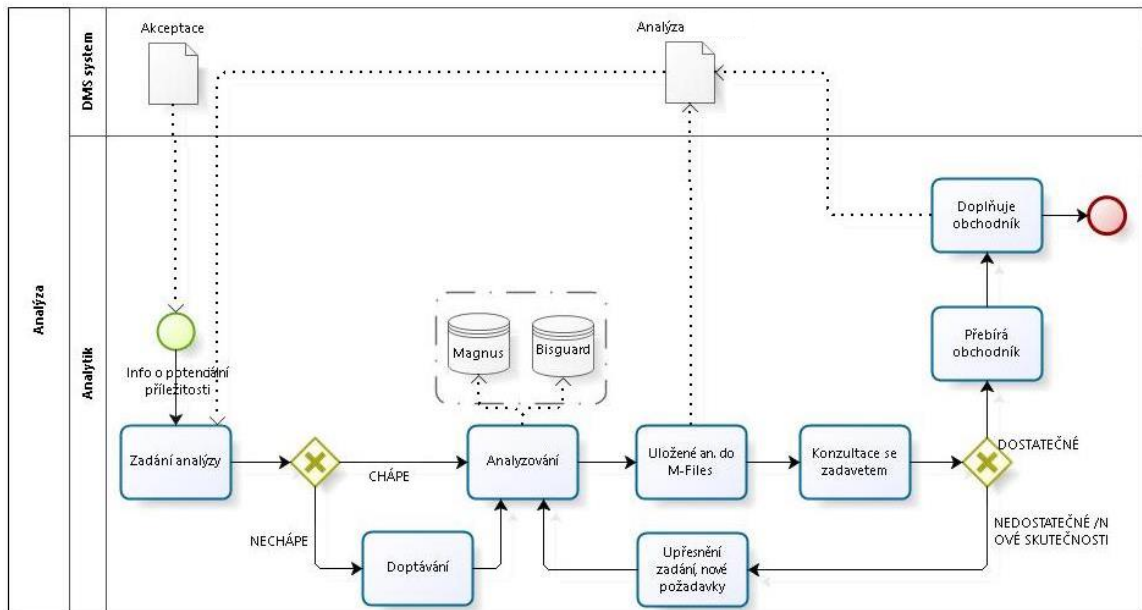 Analýza
DMS system
Analytik
Akceptace
Analýza
Info o potenciální
příležitosti
Magnus
Bisguard
Doplňuje
obchodník
Přebírá
obchodník
Zadání analýzy
CHÁPE
Analyzování
Uložené an. do
M-Files
Konzultace se
zadavetem
DOSTATEČNÉ
NECHÁPE
Doptávání
Upřesnění
zadání, nové
požadavky
NEDOSTATEČNÉ /N
OVÉ SKUTEČNOSTI